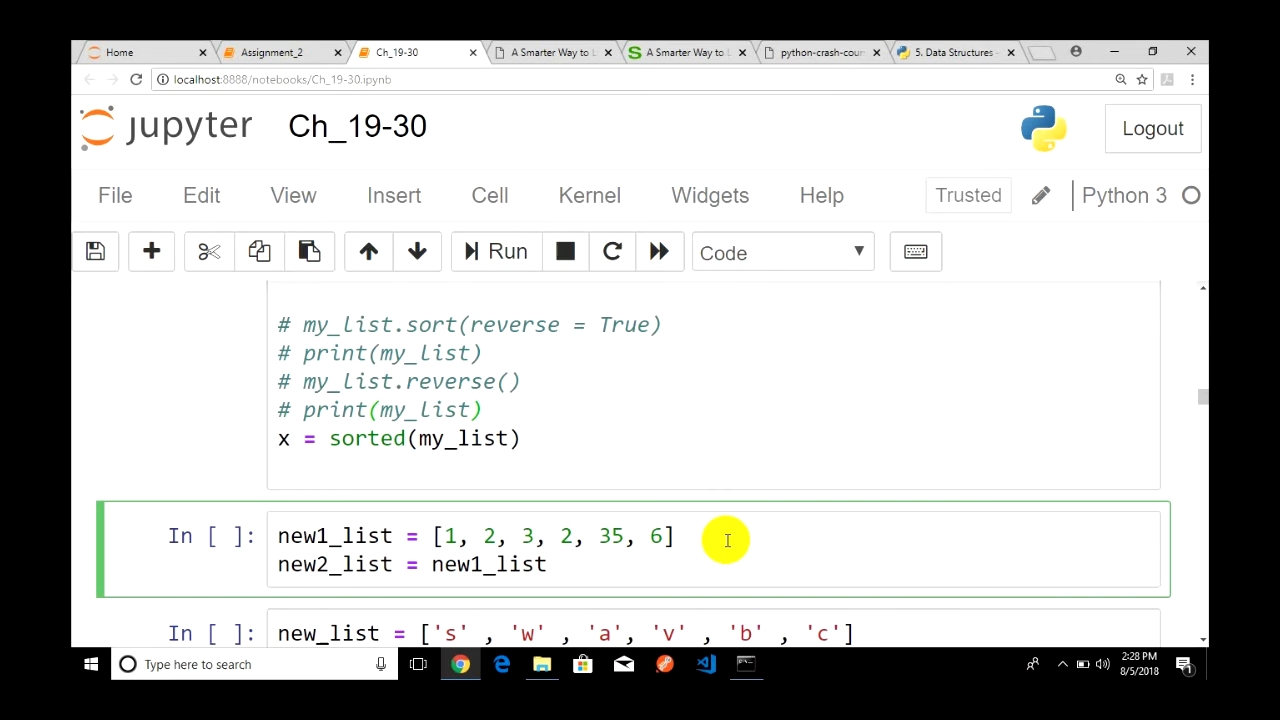 Home
Assignment_2
Ch_19-30
A Smarter Way to L
A Smarter Way to L
python-crash-cour
5. Data Structures -
localhost:8888/notebooks/Ch_19-30.ipynb
jupyter Ch_19-30
Logout
File Edit View Insert Cell Kernel Widgets Help
Trusted
Python 3
Run
Code
# my_list.sort(reverse = True)
# print(my_list)
# my_list.reverse()
# print(my_list)
x = sorted(my_list)
In [ ]: new1_list = [1, 2, 3, 2, 35, 6]
new2_list = new1_list
In [ ]: new_list = ['s' , 'w' , 'a', 'v' , 'b' , 'c']
Type here to search
2:28 PM
8/5/2018